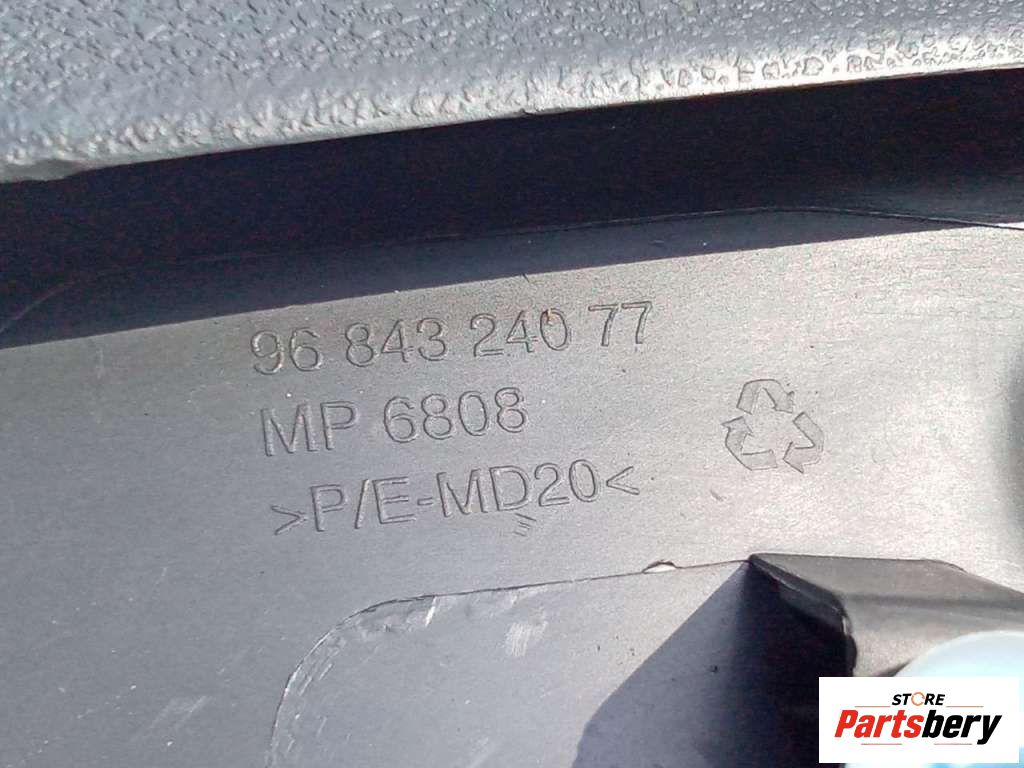 96 843 240 77
MP 6808
>P/E-MD20<
STORE
Partsbery